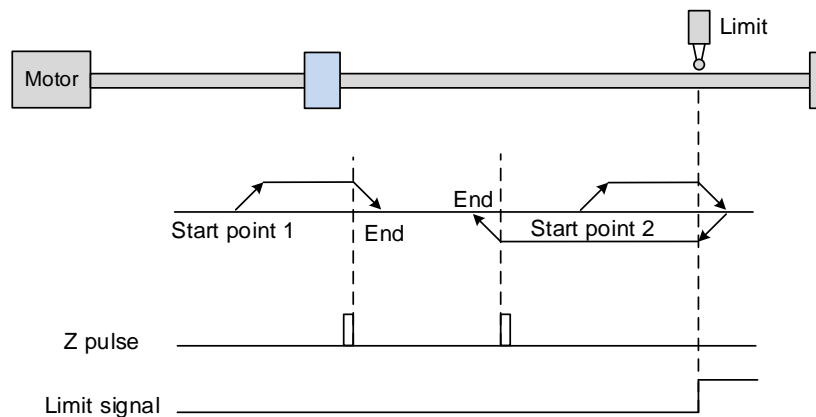 Limit
Motor
End
Start point 1
End
Start point 2
Z pulse
Limit signal